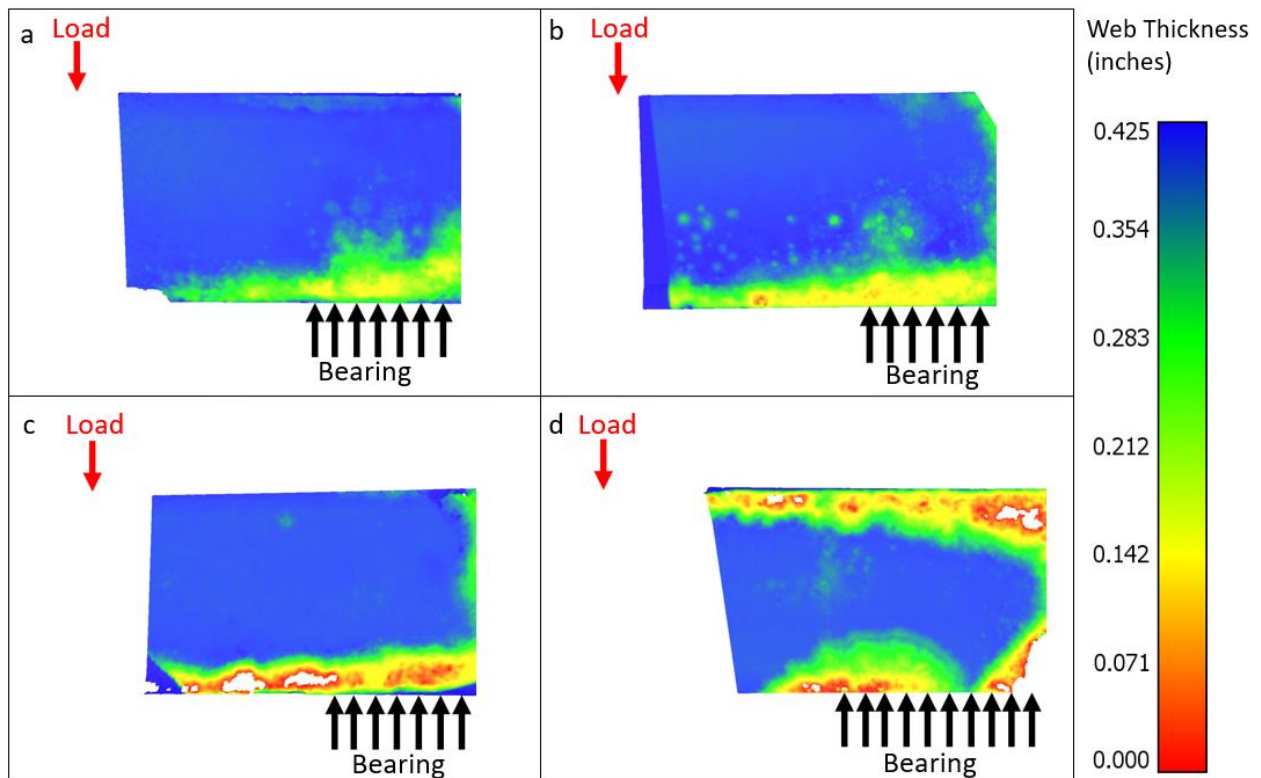 a
Load
Bearing
b
Load
Bearing
c
Load
Bearing
d
Load
Bearing
Web Thickness
(inches)
0.425
0.354
0.283
0.212
0.142
0.071
0.000